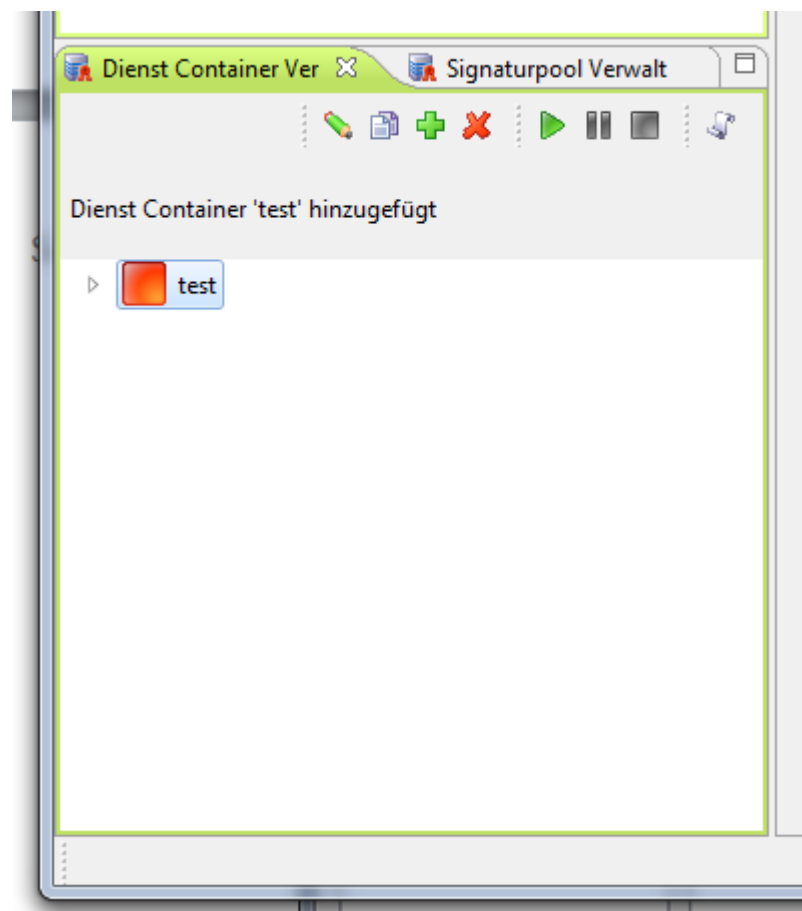 Dienst Container Ver
Signaturpool Verwalt
Dienst Container 'test' hinzugefügt
test